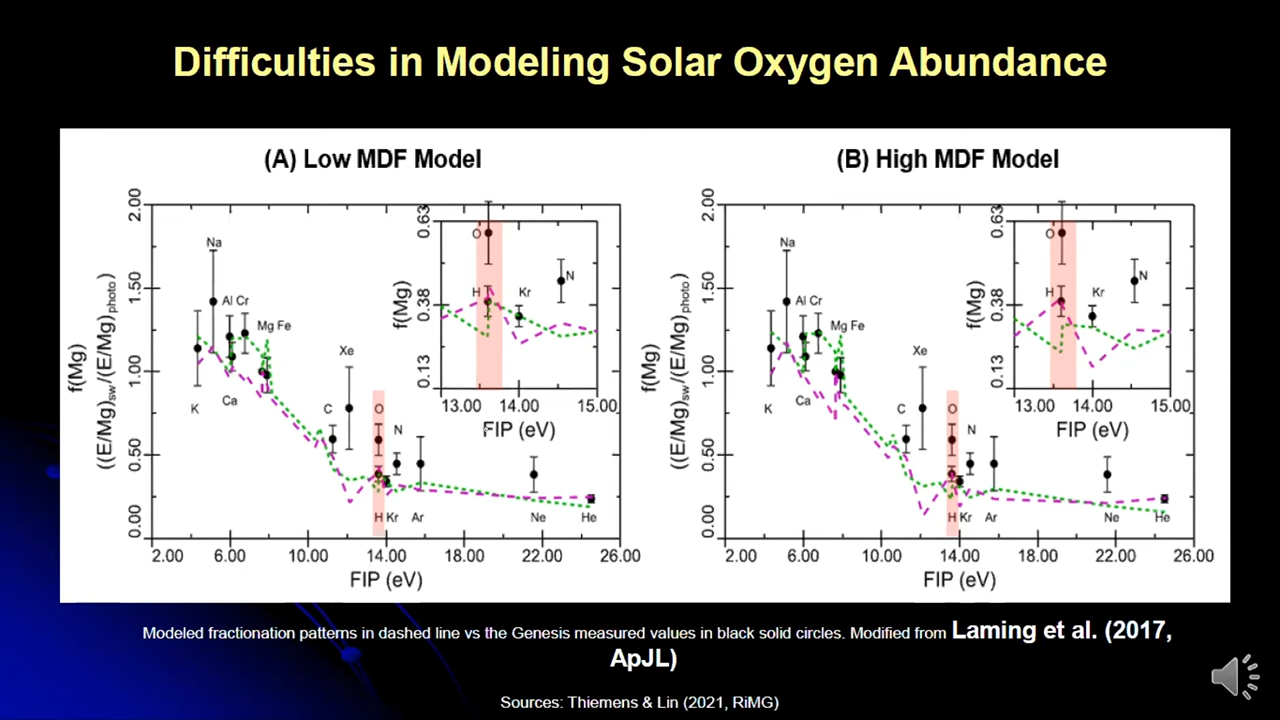 Difficulties in Modeling Solar Oxygen Abundance
(A) Low MDF Model
f(Mg)
((E/Mg)sw/(E/Mg)photo)
2.00
1.50
1.00
0.50
0.00
Na
Al Cr
Mg Fe
K
Ca
Xe
C
O
N
H Kr
Ar
Ne
He
2.00 6.00 10.00 14.00 18.00 22.00 26.00
FIP (eV)
f(Mg)
0.63
0.38
0.13
O
H
Kr
N
13.00 14.00 15.00
FIP (eV)
(B) High MDF Model
f(Mg)
((E/Mg)sw/(E/Mg)photo)
2.00
1.50
1.00
0.50
0.00
Na
Al Cr
Mg Fe
K
Ca
Xe
C
O
N
H Kr
Ar
Ne
He
2.00 6.00 10.00 14.00 18.00 22.00 26.00
FIP (eV)
f(Mg)
0.63
0.38
0.13
O
H
Kr
N
13.00 14.00 15.00
FIP (eV)
Modeled fractionation patterns in dashed line vs the Genesis measured values in black solid circles. Modified from Laming et al. (2017,
ApJL)
Sources: Thiemens & Lin (2021, RiMG)